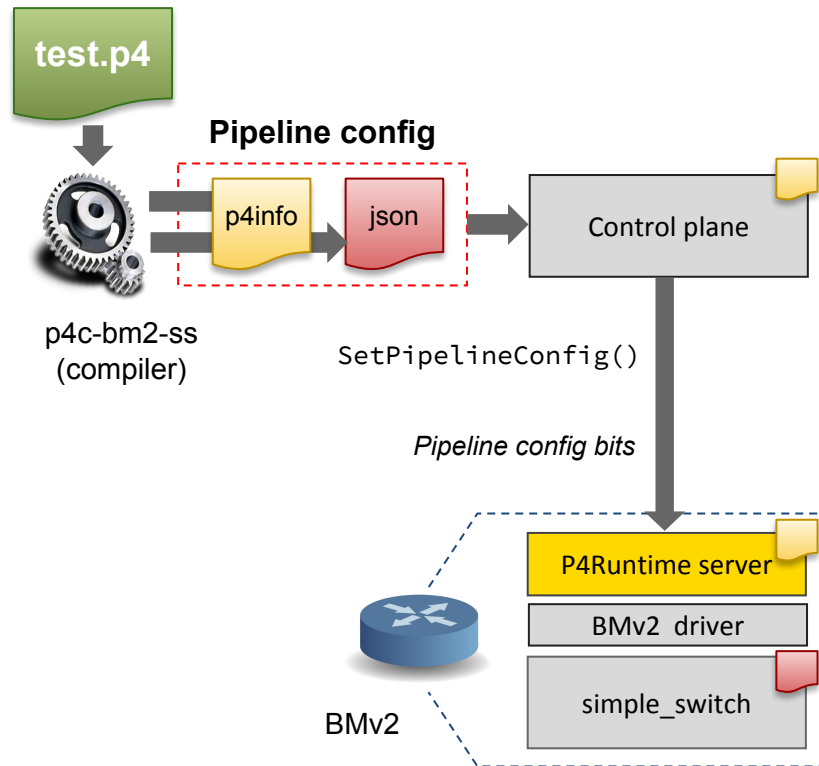 test.p4
Pipeline config
p4info
json
Control plane
p4c-bm2-ss
(compiler)
SetPipelineConfig()
Pipeline config bits
P4Runtime server
BMv2 driver
simple_switch
BMv2